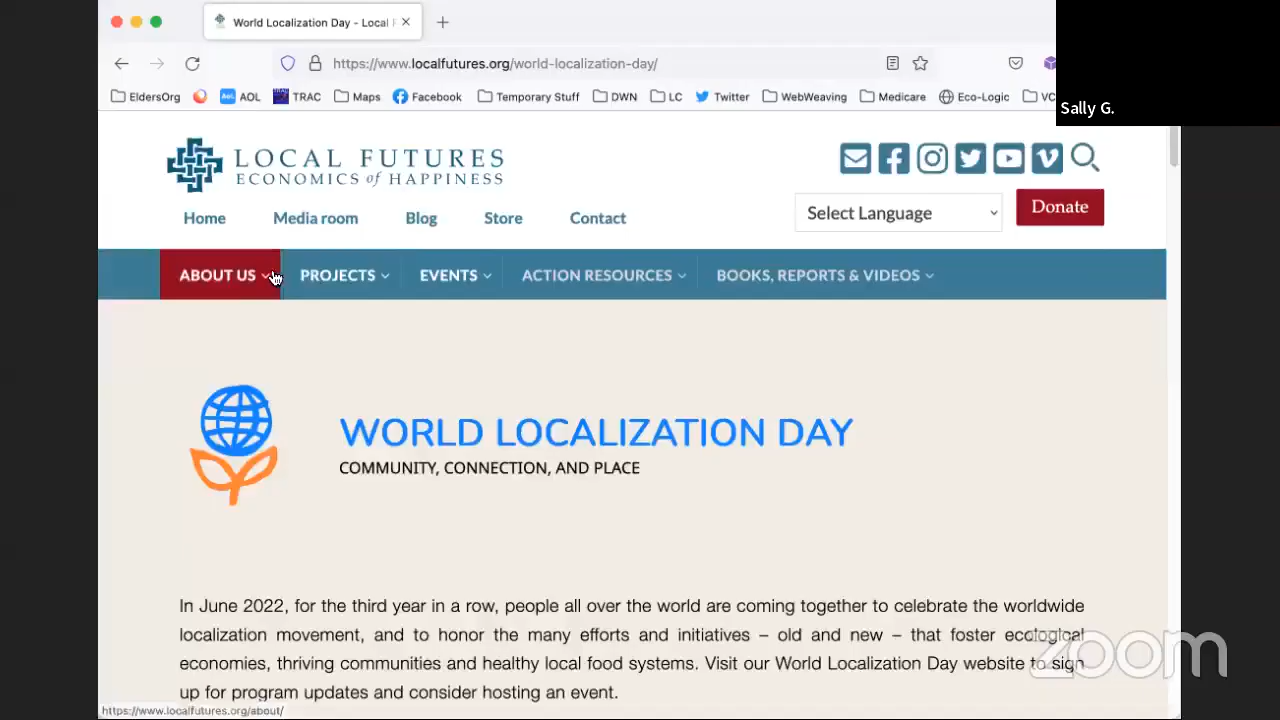 World Localization Day - Local F
https://www.localfutures.org/world-localization-day/
EldersOrg AOL TRAC Maps Facebook Temporary Stuff DWN LC Twitter WebWeaving Medicare Eco-Logic VC
Sally G.
LOCAL FUTURES
ECONOMICS of HAPPINESS
Home Media room Blog Store Contact
Select Language
Donate
ABOUT US PROJECTS EVENTS ACTION RESOURCES BOOKS, REPORTS & VIDEOS
WORLD LOCALIZATION DAY
COMMUNITY, CONNECTION, AND PLACE
In June 2022, for the third year in a row, people all over the world are coming together to celebrate the worldwide
localization movement, and to honor the many efforts and initiatives – old and new – that foster ecological
economies, thriving communities and healthy local food systems. Visit our World Localization Day website to sign
up for program updates and consider hosting an event.
zoom
https://www.localfutures.org/about/